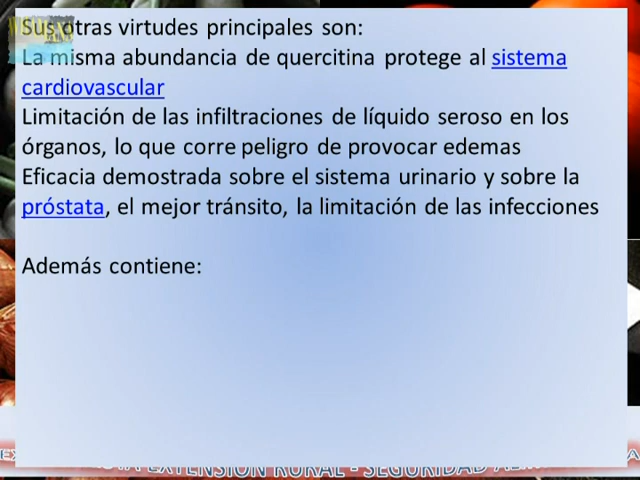 Sus otras virtudes principales son:
La misma abundancia de quercitina protege al sistema
cardiovascular
Limitación de las infiltraciones de líquido seroso en los
órganos, lo que corre peligro de provocar edemas
Eficacia demostrada sobre el sistema urinario y sobre la
próstata, el mejor tránsito, la limitación de las infecciones
Además contiene:
EXTENSION RURAL - SEGURIDAD